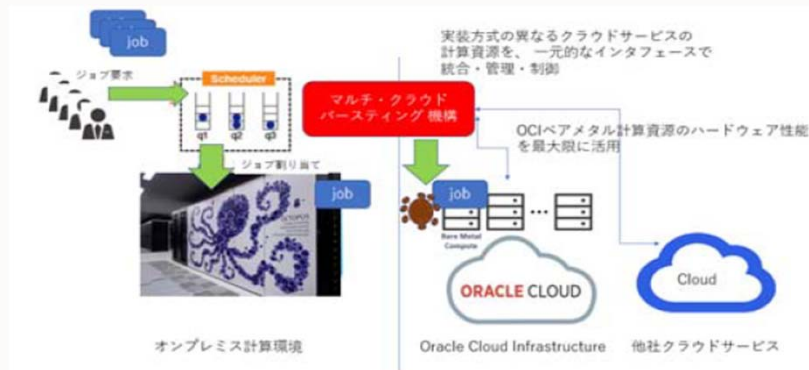 job
ジョブ要求
Scheduler
q1 q2 q3
マルチ・クラウド
バースティング 機構
実装方式の異なるクラウドサービスの
計算資源を、 一元的なインタフェースで
統合・管理・制御
OCIベアメタル計算資源のハードウェア性能
を最大限に活用
ジョブ割り当て
job
job
OCTOPUS
Bare Metal
Compute
ORACLE CLOUD
Cloud
オンプレミス計算環境
Oracle Cloud Infrastructure
他社クラウドサービス